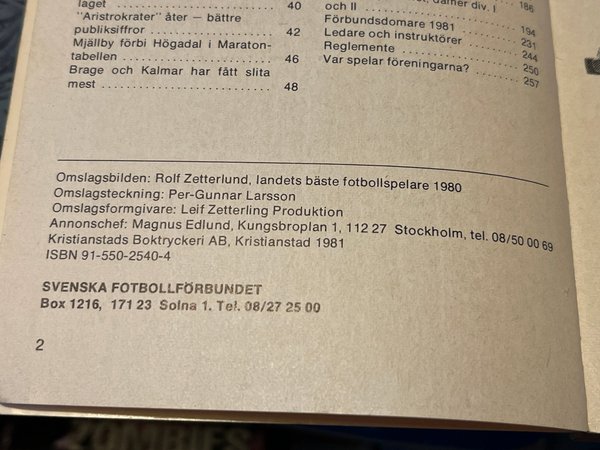 laget 40
"Aristrokrater" åter — bättre
publiksiffror 42
Mjällby förbi Högadal i Maraton-
tabellen 46
Brage och Kalmar har fått slita
mest 48
damer div. I
och II 186
Förbundsdomare 1981 194
Ledare och instruktörer 231
Reglemente 244
Var spelar föreningarna? 250
257
Omslagsbilden: Rolf Zetterlund, landets bäste fotbollspelare 1980
Omslagsteckning: Per-Gunnar Larsson
Omslagsformgivare: Leif Zetterling Produktion
Annonschef: Magnus Edlund, Kungsbroplan 1, 112 27 Stockholm, tel. 08/50 00 69
Kristianstads Boktryckeri AB, Kristianstad 1981
ISBN 91-550-2540-4
SVENSKA FOTBOLLFÖRBUNDET
Box 1216, 171 23 Solna 1. Tel. 08/27 25 00
2
ZOMBIES